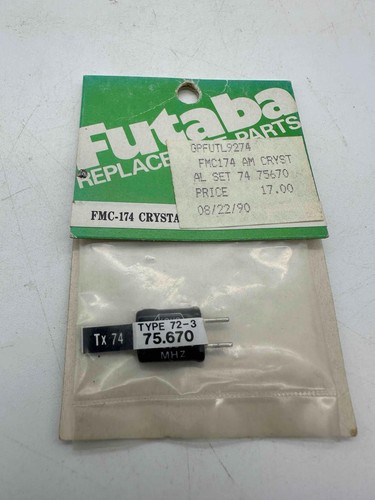 Futaba
REPLACE PARTS
GPFUTL9274
FMC174 AM CRYST
AL SET 74 75670
PRICE 17.00
08/22/90
FMC-174
Tx 74
TYPE 72-3
75.670
MHZ